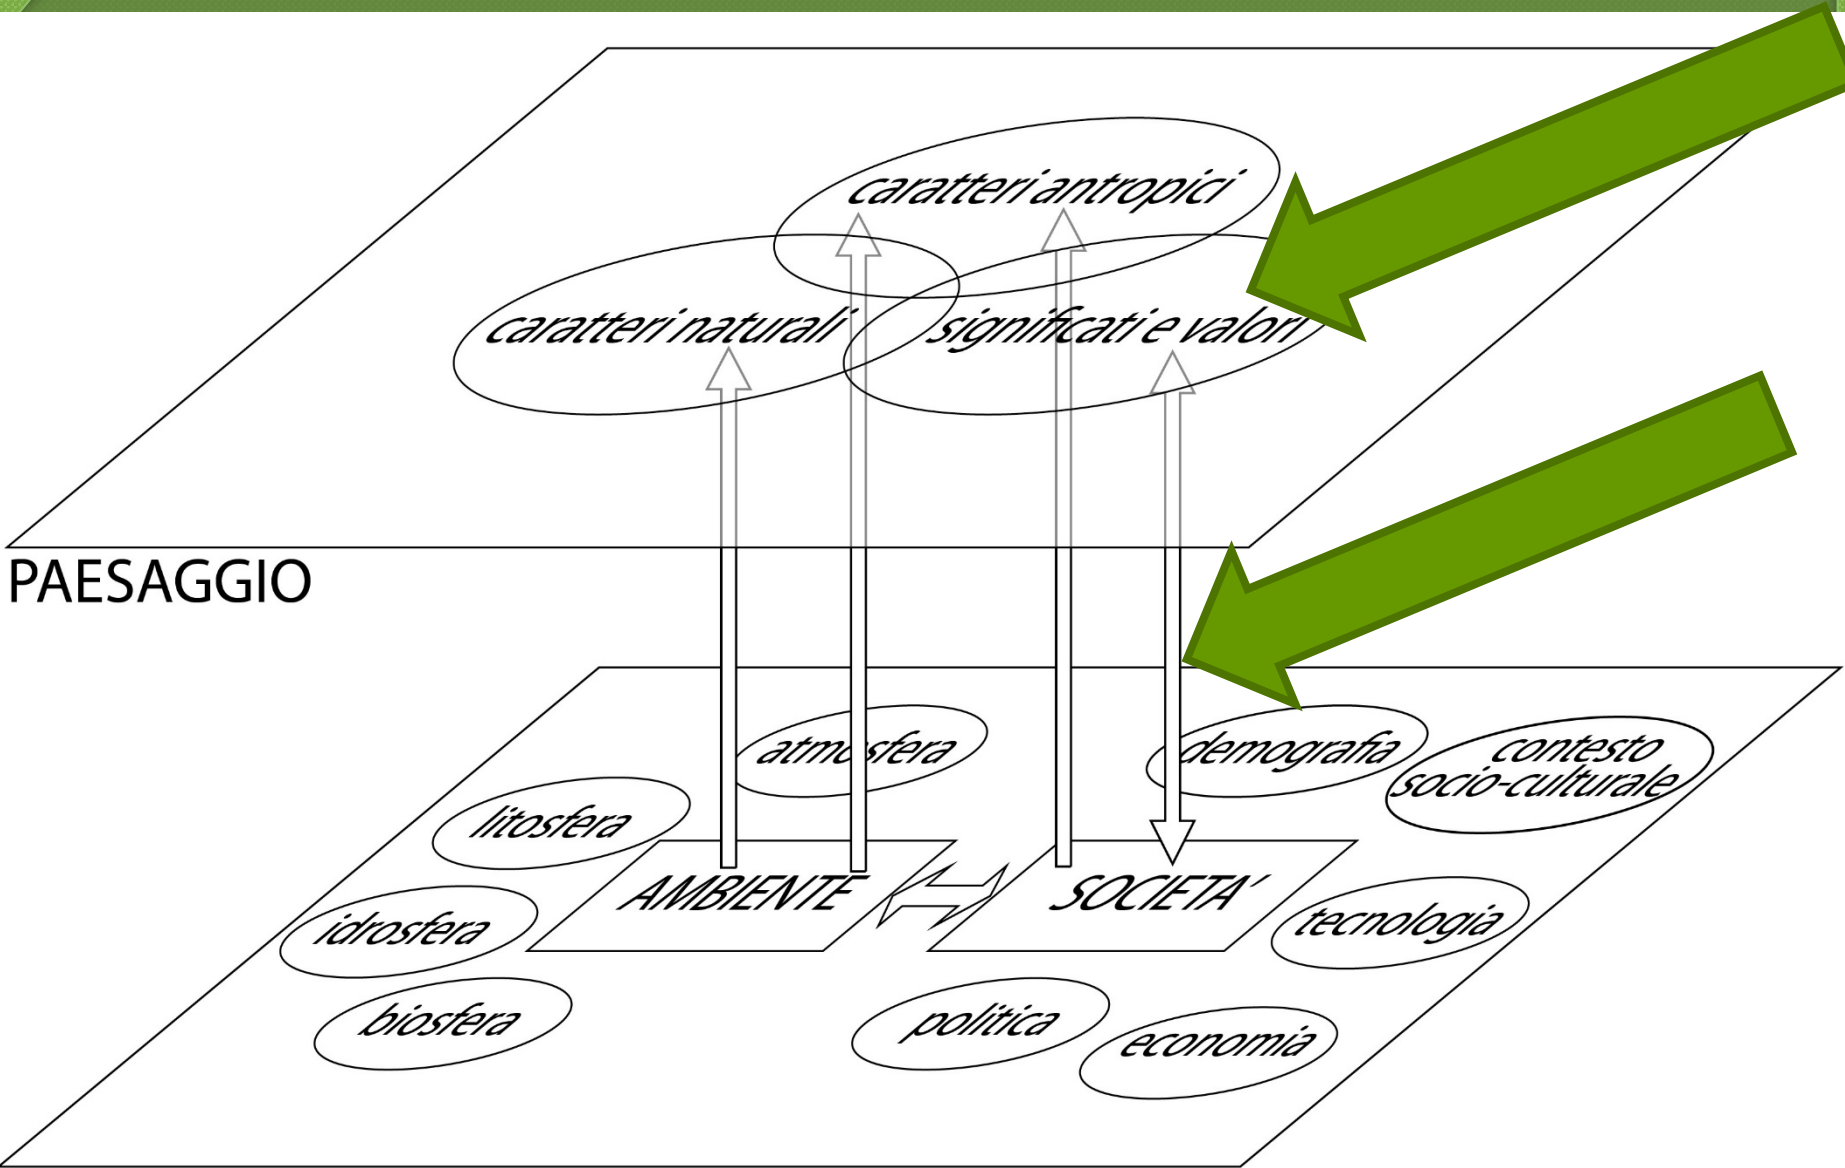 caratteri antropici
caratteri naturali
significati e valori
PAESAGGIO
atmosfera
demografia
contesto
socio-culturale
litosfera
AMBIENTE
SOCIETA'
idrosfera
tecnologia
biosfera
politica
economia